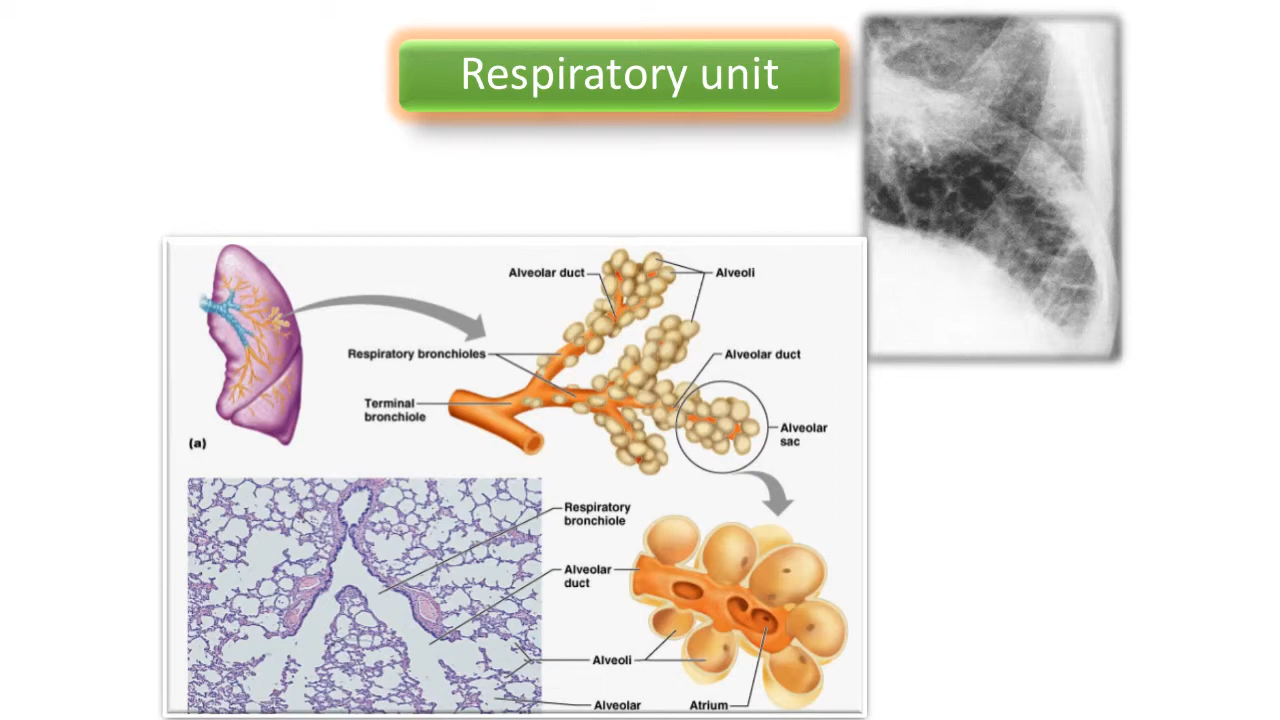 Respiratory unit
Alveolar duct
Alveoli
Respiratory bronchioles
Alveolar duct
Terminal
bronchiole
Alveolar
sac
(a)
Respiratory
bronchiole
Alveolar
duct
Alveoli
Alveolar
Atrium